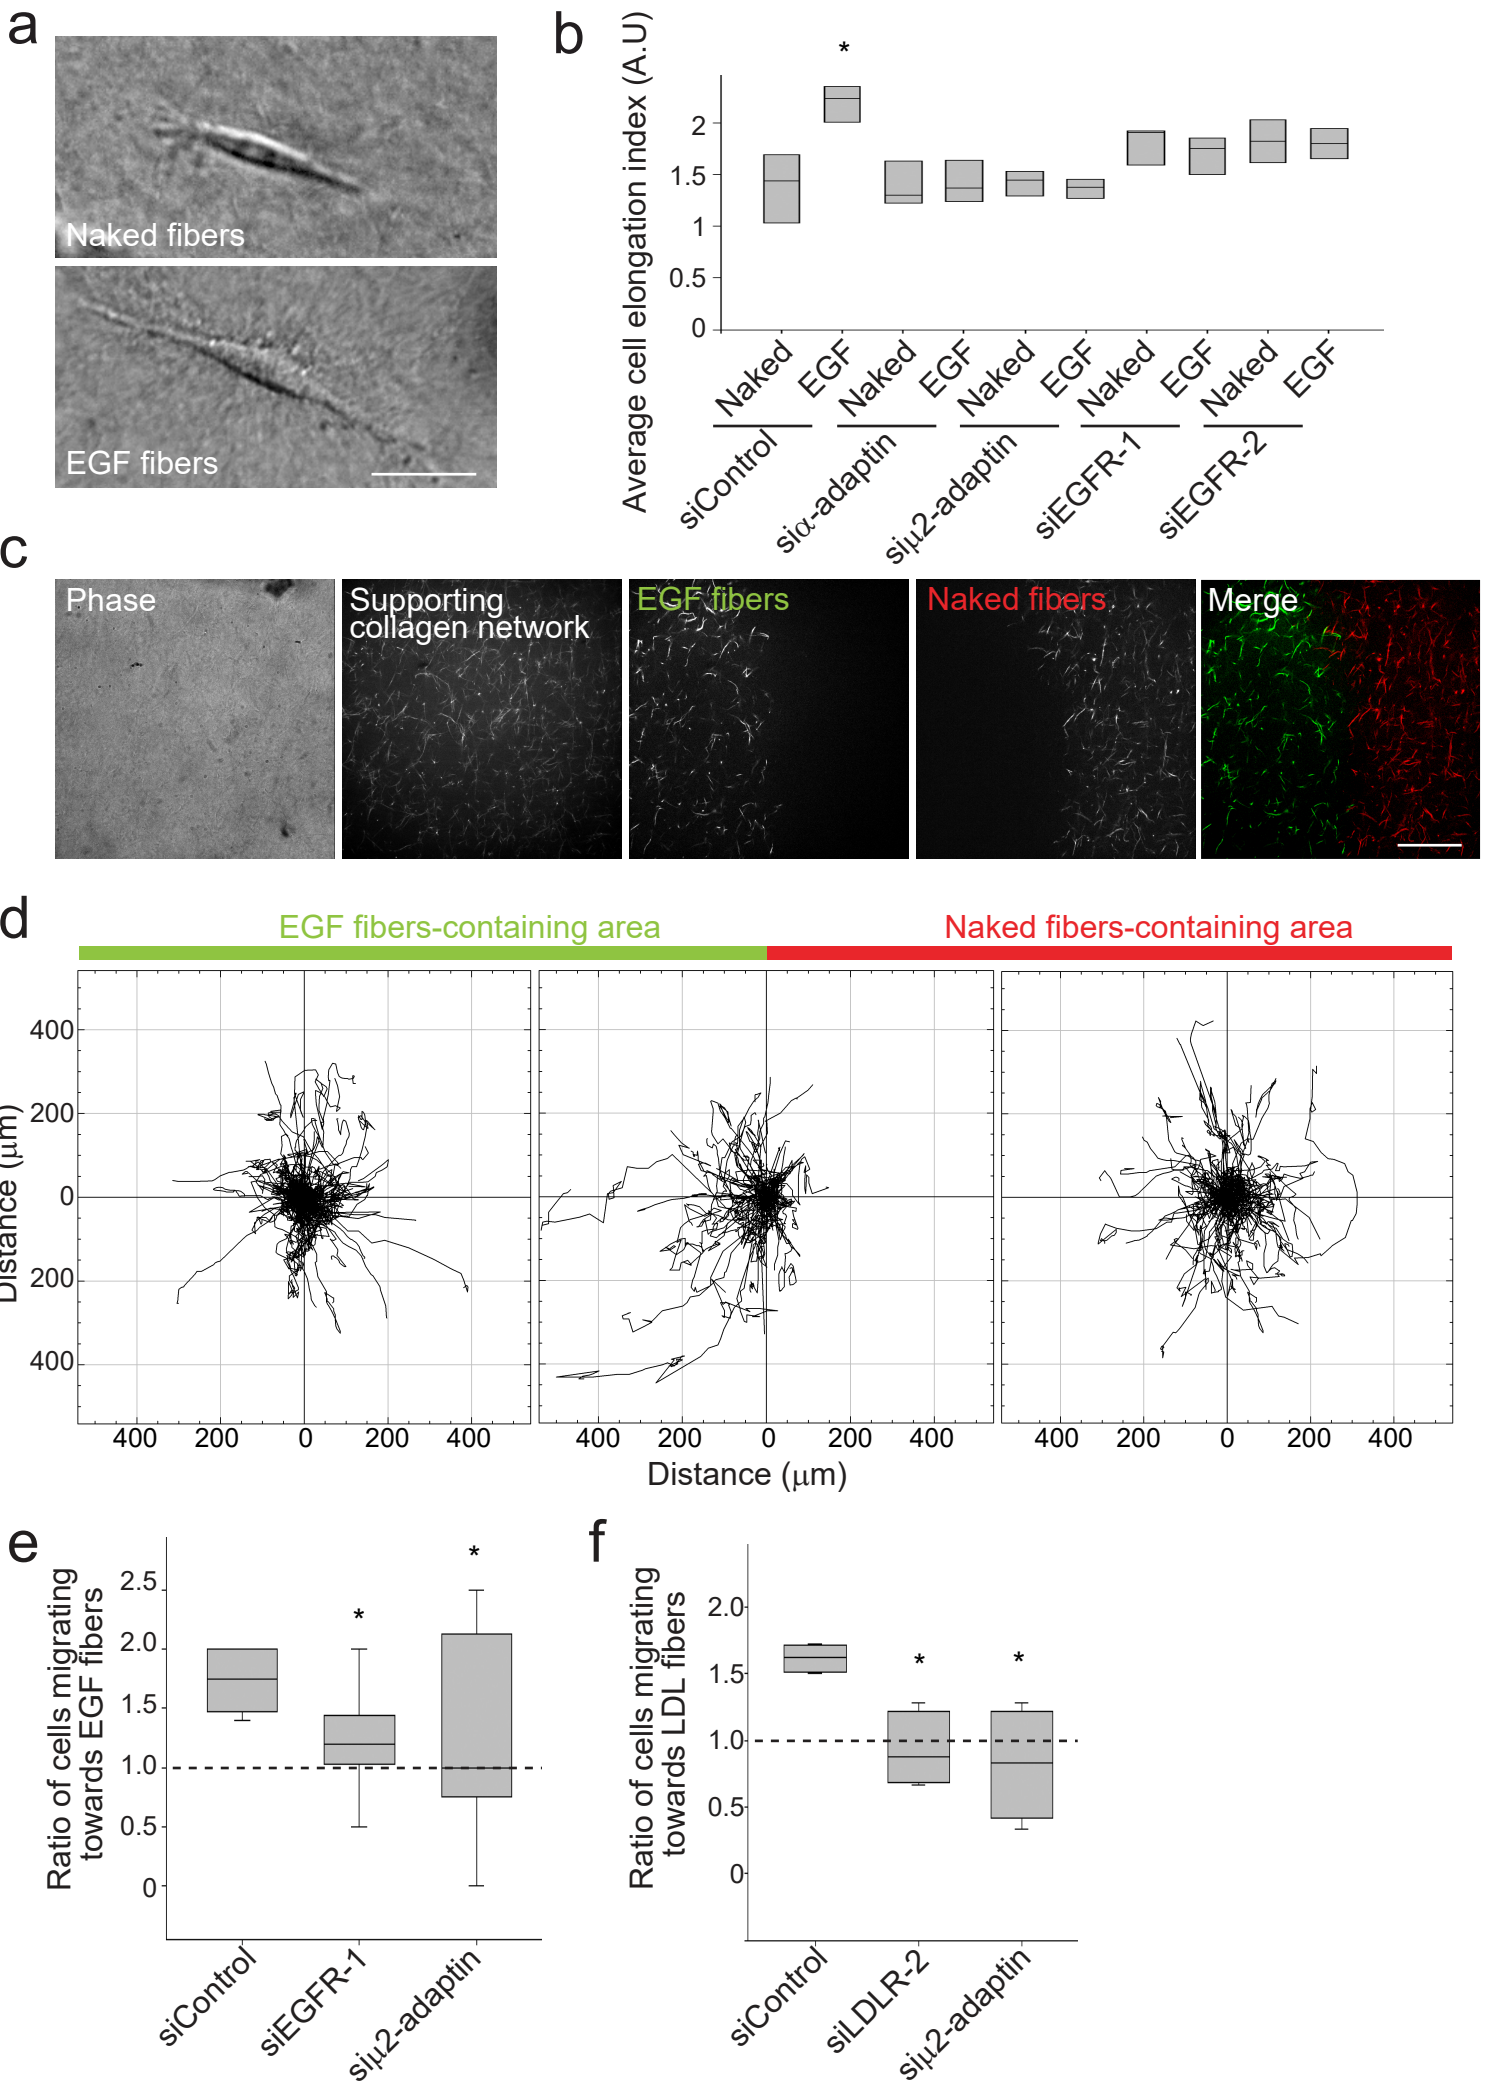 a
Naked fibers
EGF fibers
b
*
Average cell elongation index (A.U)
2
1.5
1
0.5
0
Naked EGF Naked EGF Naked EGF Naked EGF Naked EGF
siControl siα-adaptin siμ2-adaptin siEGFR-1 siEGFR-2
c
Phase
Supporting
collagen network
EGF fibers
Naked fibers
Merge
d
EGF fibers-containing area Naked fibers-containing area
Distance (μm)
400
200
0
200
400
400 200 0 200 400 400 200 0 200 400 400 200 0 200 400
Distance (μm)
e
Ratio of cells migrating
towards EGF fibers
* *
2.5
2.0
1.5
1.0
0.5
0
siControl siEGFR-1 siμ2-adaptin
f
Ratio of cells migrating
towards LDL fibers
* *
2.0
1.5
1.0
0.5
0
siControl siLDLR-2 siμ2-adaptin